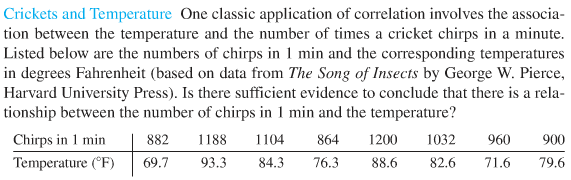 Crickets and Temperature One classic application of correlation involves the associa-
tion between the temperature and the number of times a cricket chirps in a minute.
Listed below are the numbers of chirps in 1 min and the corresponding temperatures
in degrees Fahrenheit (based on data from The Song of Insects by George W. Pierce,
Harvard University Press). Is there sufficient evidence to conclude that there is a rela-
tionship between the number of chirps in 1 min and the temperature?
Chirps in 1 min 882 1188 1104 864 1200 1032 960 900
Temperature (°F) 69.7 93.3 84.3 76.3 88.6 82.6 71.6 79.6